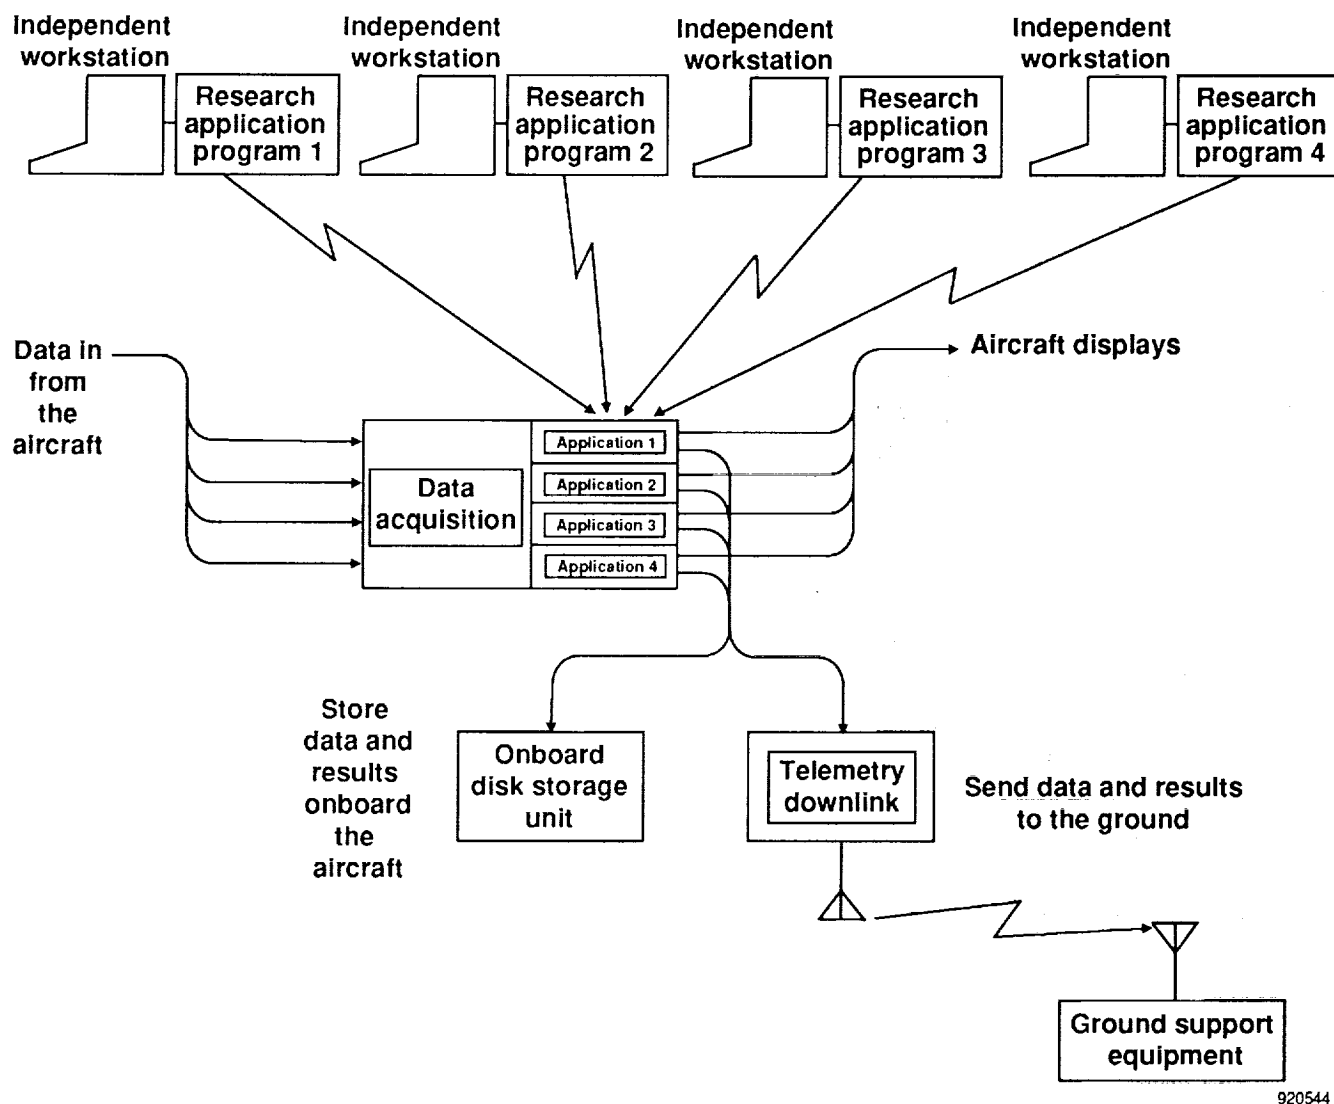 Independent
workstation
Research
application
program 1
Independent
workstation
Research
application
program 2
Independent
workstation
Research
application
program 3
Independent
workstation
Research
application
program 4
Data in
from
the
aircraft
Aircraft displays
Data
acquisition
Application 1
Application 2
Application 3
Application 4
Store
data and
results
onboard
the
aircraft
Onboard
disk storage
unit
Telemetry
downlink
Send data and results
to the ground
Ground support
equipment
920544